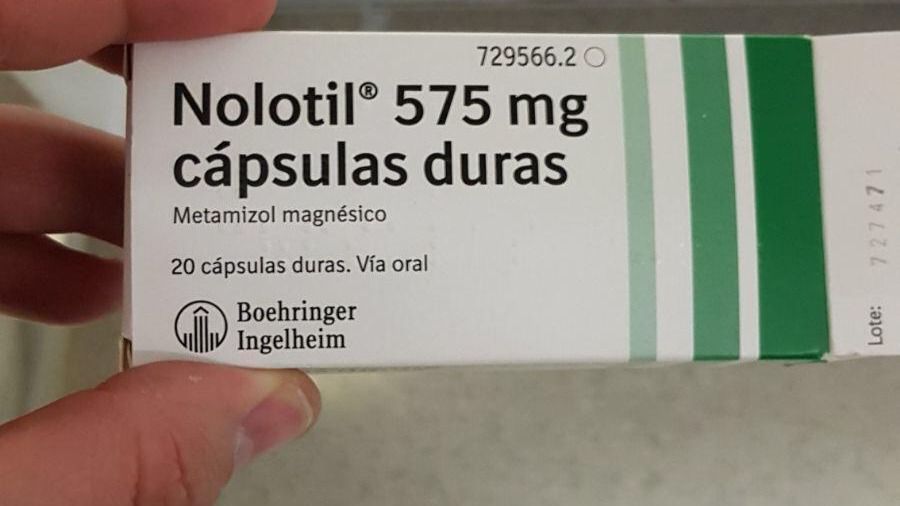 729566.2
Nolotil® 575 mg
cápsulas duras
Metamizol magnésico
20 cápsulas duras. Vía oral
Boehringer
Ingelheim
Lote: 727471